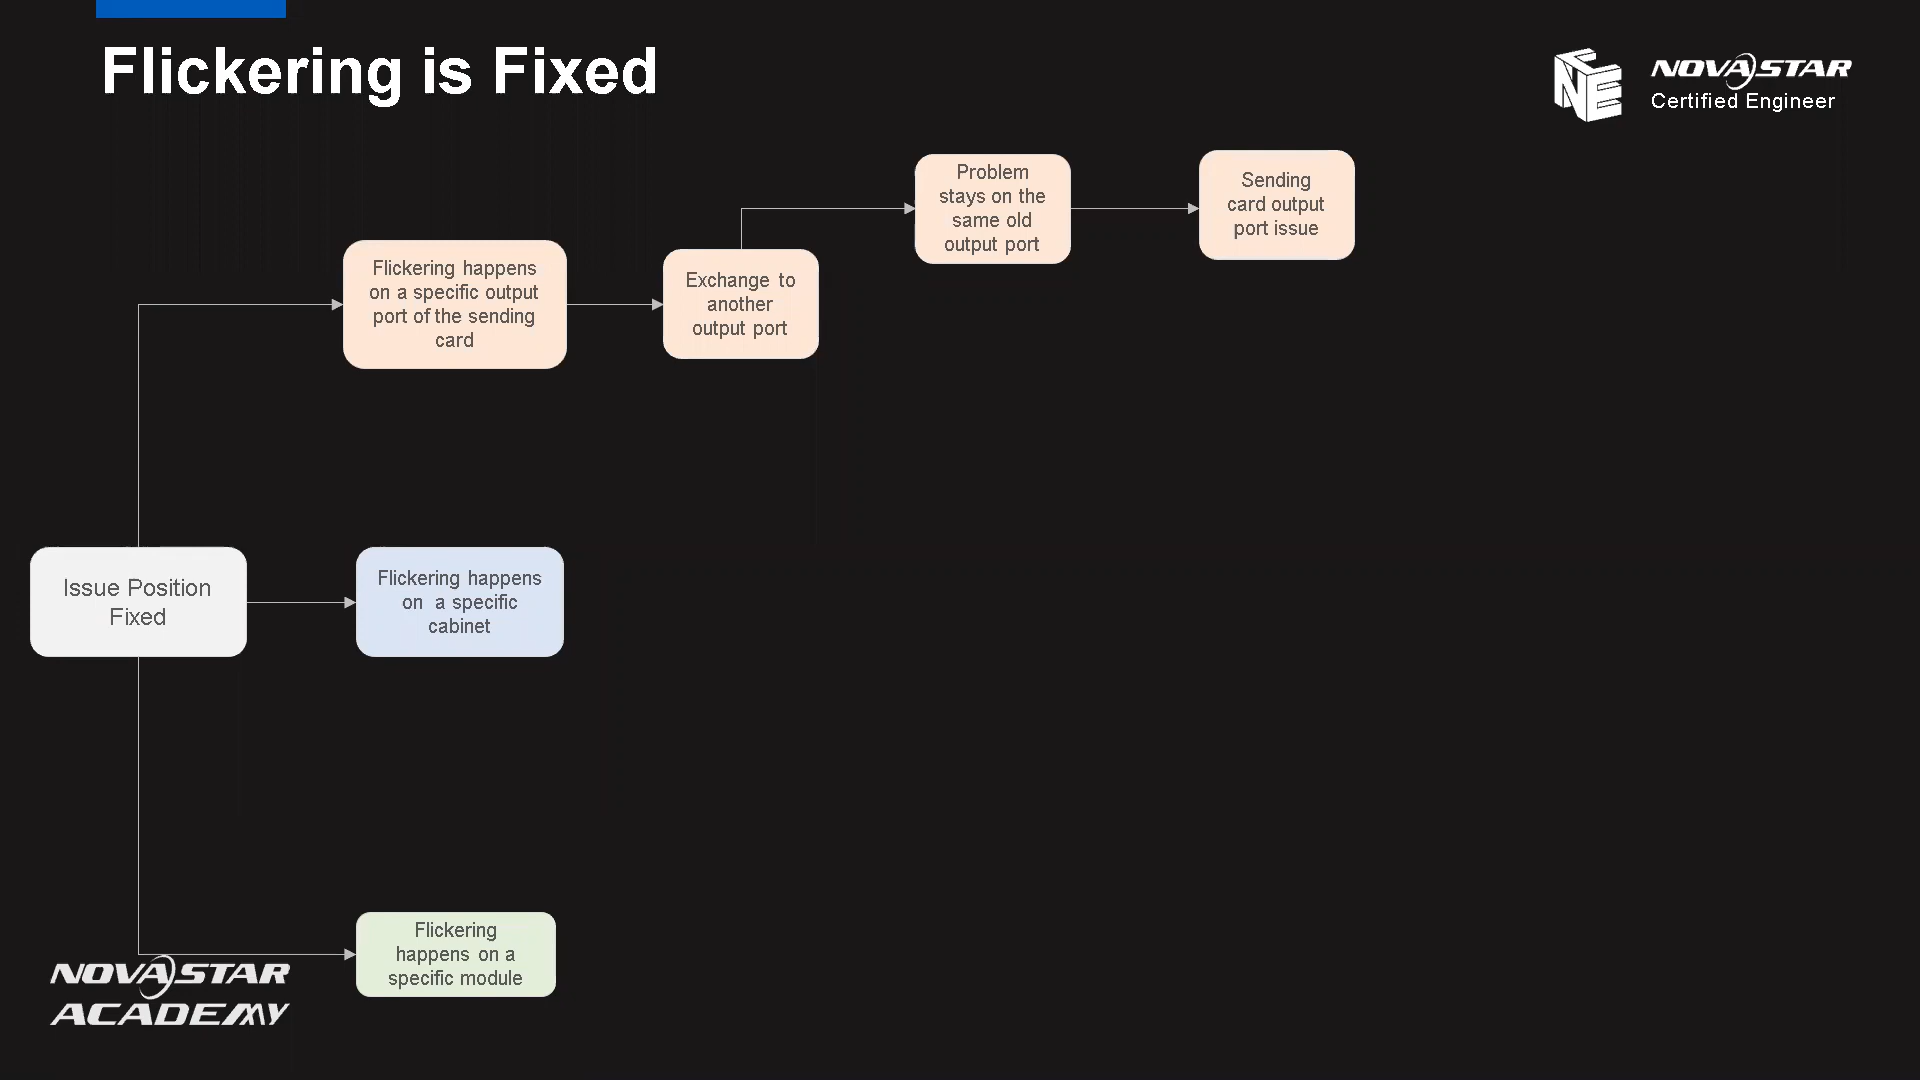 Flickering is Fixed
NE
NOVASTAR
Certified Engineer
Problem
stays on the
same old
output port
Sending
card output
port issue
Flickering happens
on a specific output
port of the sending
card
Exchange to
another
output port
Issue Position
Fixed
Flickering happens
on a specific
cabinet
Flickering
happens on a
specific module
NOVASTAR
ACADEMY